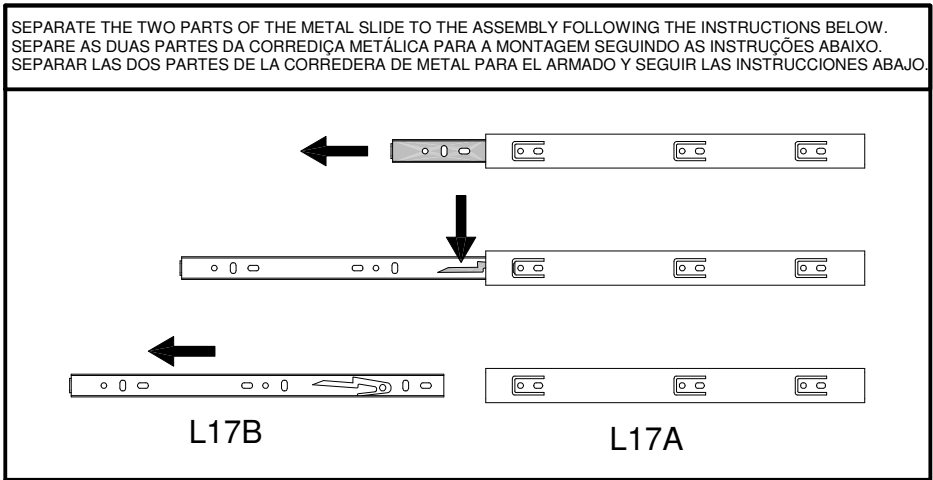 SEPARATE THE TWO PARTS OF THE METAL SLIDE TO THE ASSEMBLY FOLLOWING THE INSTRUCTIONS BELOW.
SEPARE AS DUAS PARTES DA CORREDIÇA METÁLICA PARA A MONTAGEM SEGUINDO AS INSTRUÇÕES ABAIXO.
SEPARAR LAS DOS PARTES DE LA CORREDERA DE METAL PARA EL ARMADO Y SEGUIR LAS INSTRUCCIONES ABAJO.
L17B
L17A